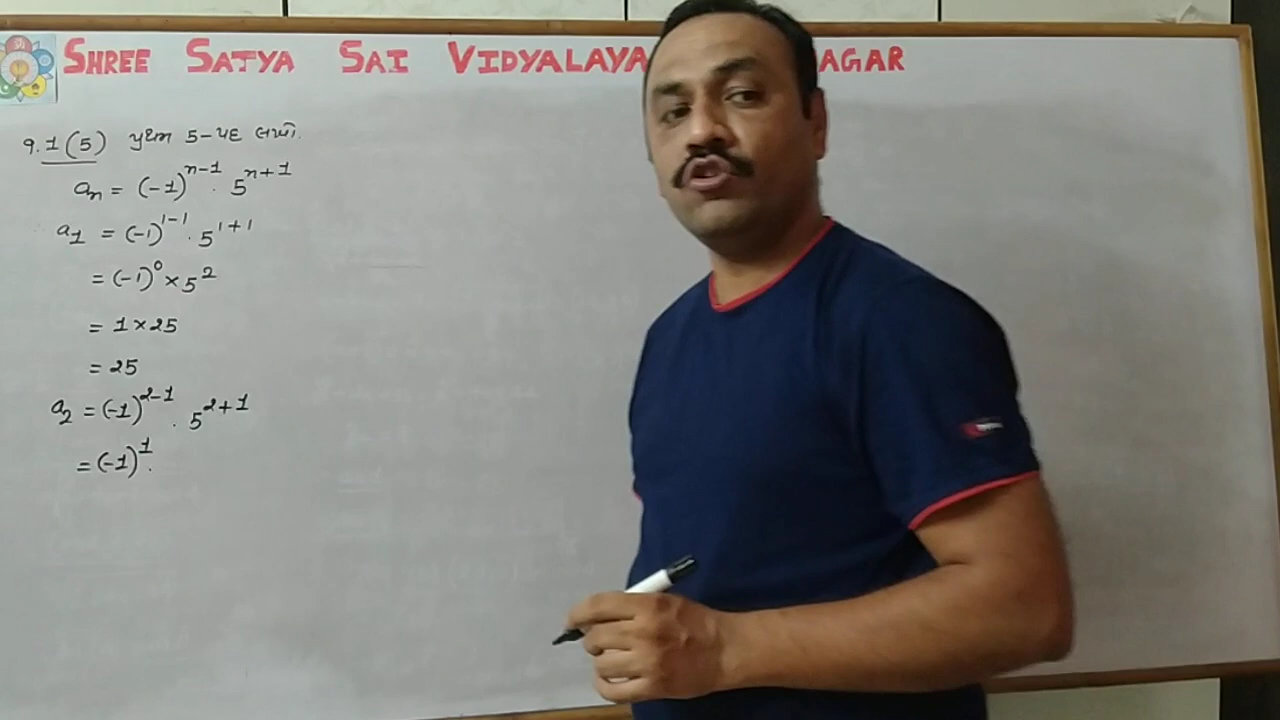 SHREE SATYA SAI VIDYALAYA AGAR
9.1(5) પ્રથમ 5-પદ લખો.
aₙ = (-1)ⁿ⁻¹ · 5ⁿ⁺¹
a₁ = (-1)¹⁻¹ · 5¹⁺¹
= (-1)⁰ × 5²
= 1 × 25
= 25
a₂ = (-1)²⁻¹ · 5²⁺¹
= (-1)¹ ·